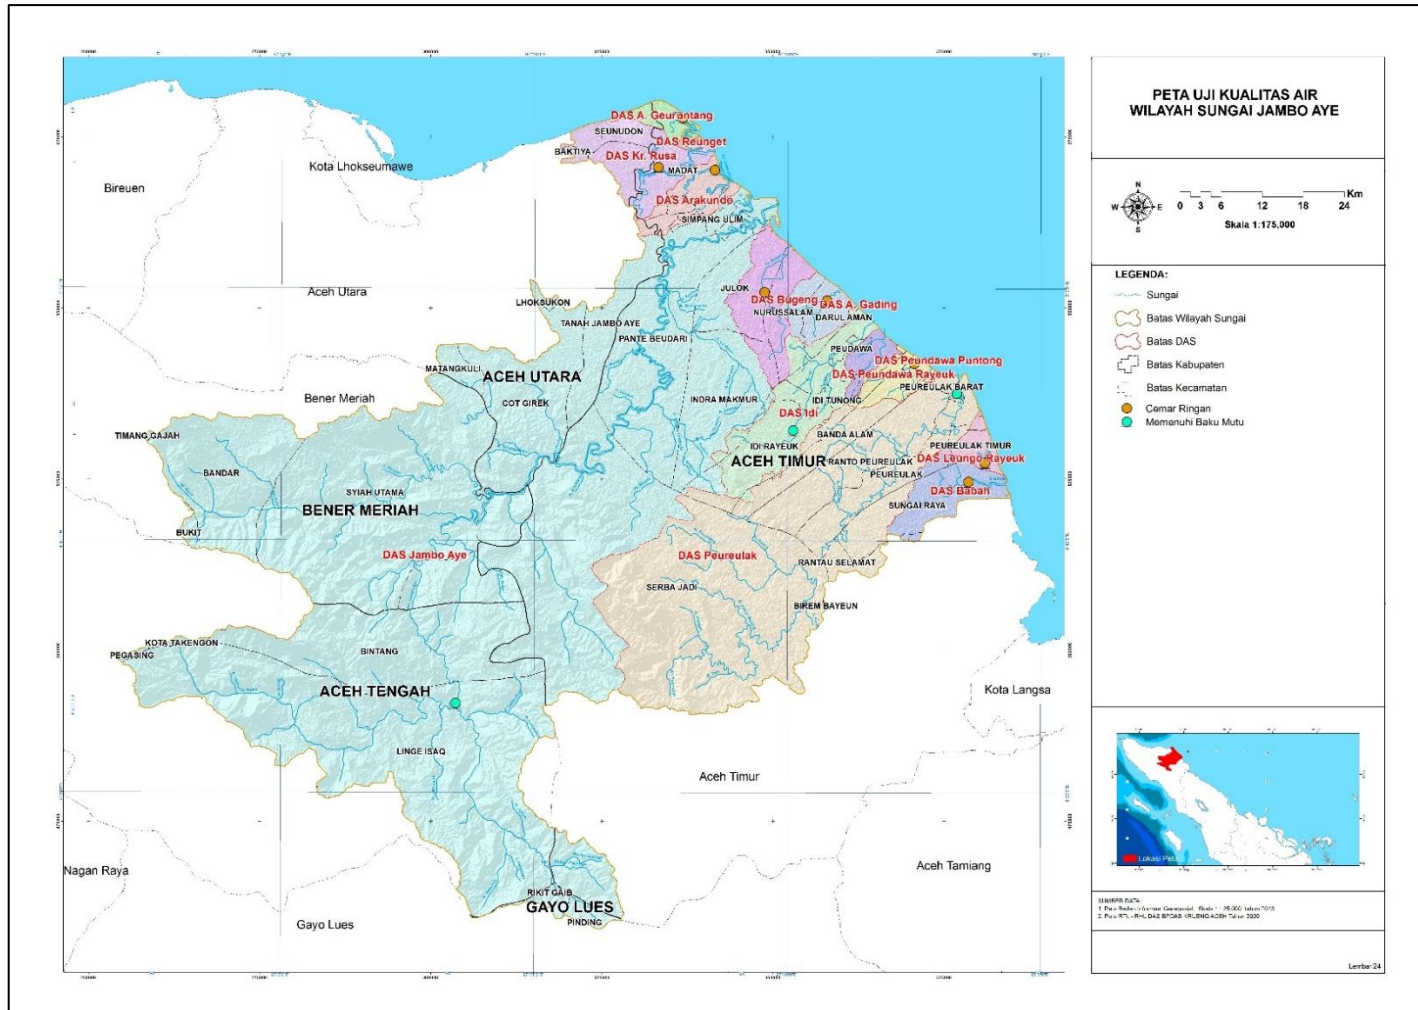 PETA UJI KUALITAS AIR
WILAYAH SUNGAI JAMBO AYE
N
W
E
S
Km
0 3 6 12 18 24
Skala 1:175,000
LEGENDA:
Sungai
Batas Wilayah Sungai
Batas DAS
Batas Kabupaten
Batas Kecamatan
Cemar Ringan
Memenuhi Baku Mutu
Lokasi Peta
SUMBER DATA
Lembar 24
DAS A. Geurantang
SEUNUDON
DAS Reunget
BAKTIYA
DAS Kr. Rusa
MADAT
Kota Lhokseumawe
Bireuen
DAS Arakundo
SIMPANG ULIM
Aceh Utara
JULOK
DAS Bugeng
DAS A. Gading
LHOKSUKON
NURUSSALAM
DARUL AMAN
TANAH JAMBO AYE
PANTE BEUDARI
PEUDAWA
DAS Peundawa Puntong
MATANGKULI
ACEH UTARA
DAS Peundawa Rayeuk
PEUREULAK BARAT
Bener Meriah
COT GIREK
INDRA MAKMUR
IDI TUNONG
DAS Idi
TIMANG GAJAH
BANDA ALAM
IDI RAYEUK
PEUREULAK TIMUR
ACEH TIMUR
RANTO PEUREULAK
DAS Leungo Rayeuk
BANDAR
PEUREULAK
SYIAH UTAMA
DAS Baban
BENER MERIAH
SUNGAI RAYA
BUKIT
DAS Jambo Aye
DAS Peureulak
RANTAU SELAMAT
SERBA JADI
BIREM BAYEUN
KOTA TAKENGON
PEGASING
BINTANG
ACEH TENGAH
Kota Langsa
LINGE ISAQ
Aceh Timur
Nagan Raya
Aceh Tamiang
RIKIT GAIB
GAYO LUES
PINDING
Gayo Lues